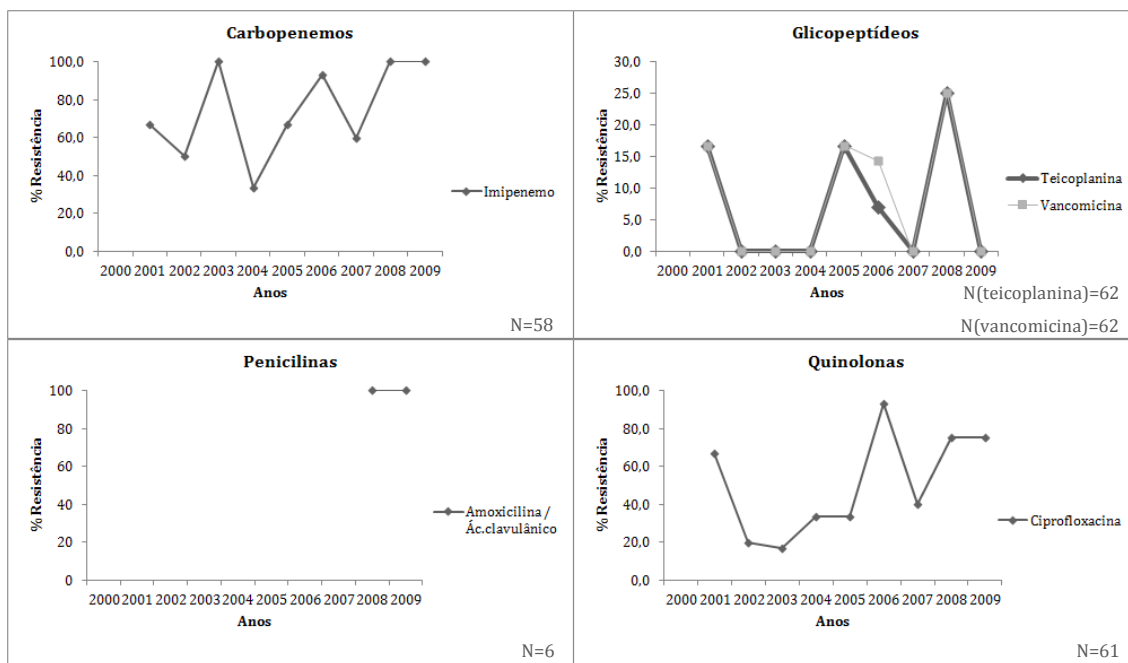 Carbopenemos
100,0
80,0
60,0
40,0
20,0
0,0
% Resistência
2000 2001 2002 2003 2004 2005 2006 2007 2008 2009
Anos
Imipenemo
N=58
Glicopeptídeos
30,0
25,0
20,0
15,0
10,0
5,0
0,0
% Resistência
2000 2001 2002 2003 2004 2005 2006 2007 2008 2009
Anos
Teicoplanina
Vancomicina
N(teicoplanina)=62
N(vancomicina)=62
Penicilinas
100
80
60
40
20
0
% Resistência
2000 2001 2002 2003 2004 2005 2006 2007 2008 2009
Anos
Amoxicilina /
Ác.clavulânico
N=6
Quinolonas
100,0
80,0
60,0
40,0
20,0
0,0
% Resistência
2000 2001 2002 2003 2004 2005 2006 2007 2008 2009
Anos
Ciprofloxacina
N=61